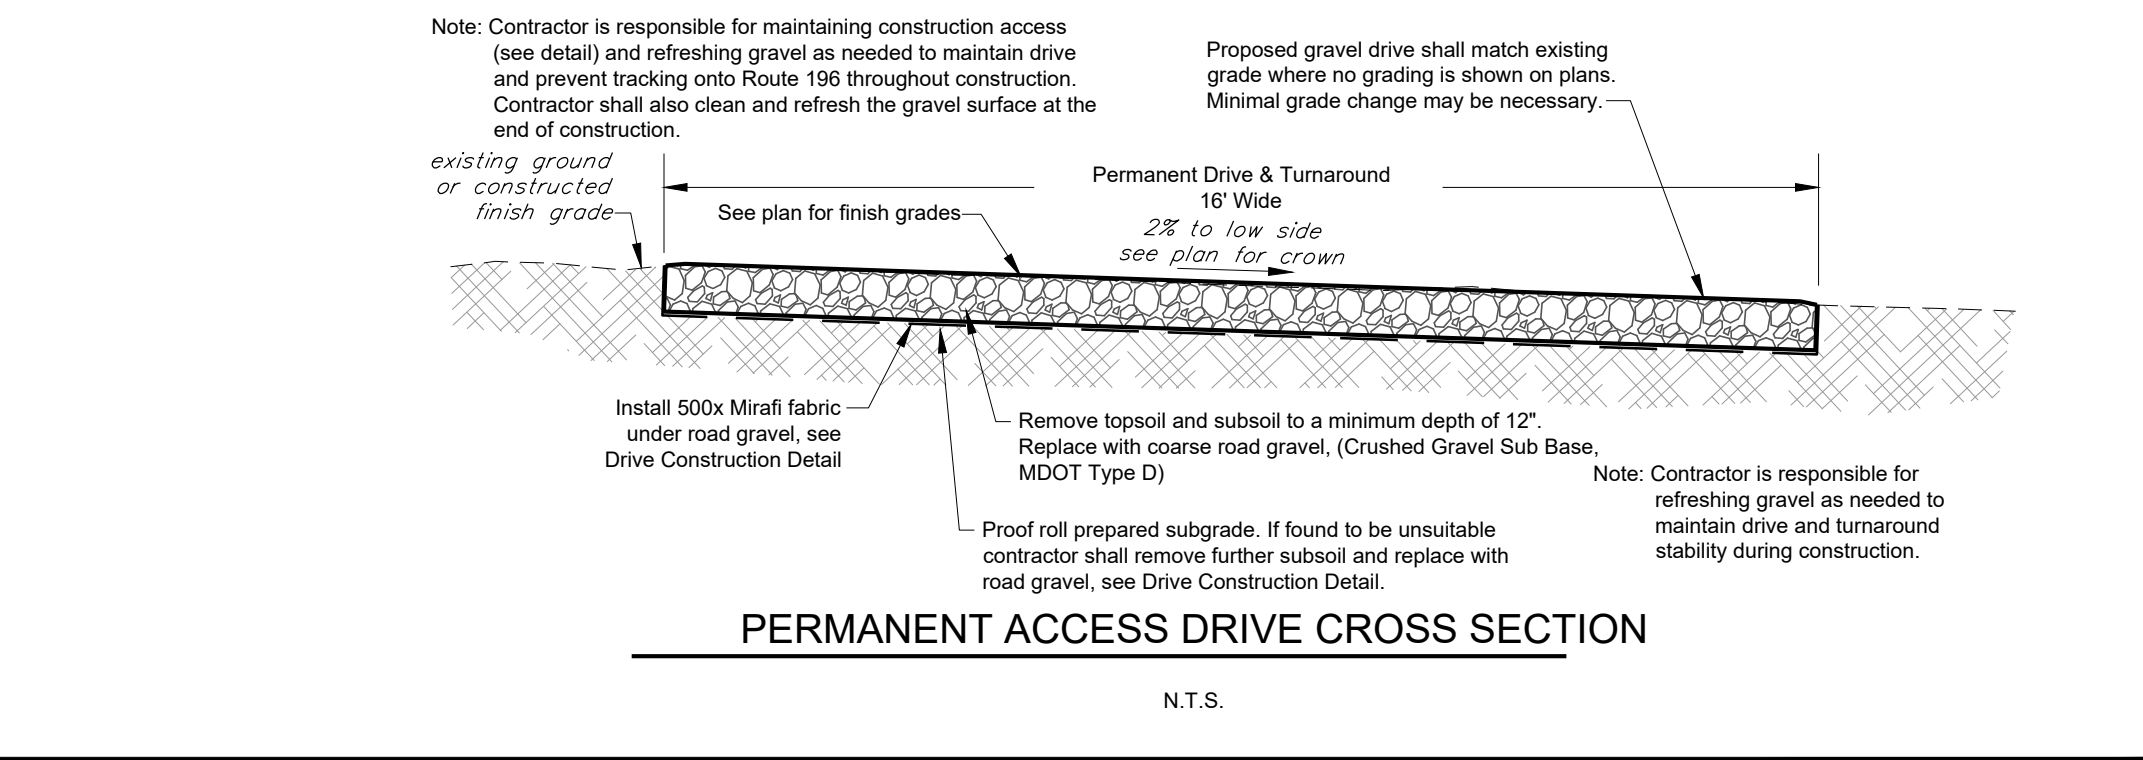 Note: Contractor is responsible for maintaining construction access
(see detail) and refreshing gravel as needed to maintain drive
and prevent tracking onto Route 196 throughout construction.
Contractor shall also clean and refresh the gravel surface at the
end of construction.
Proposed gravel drive shall match existing
grade where no grading is shown on plans.
Minimal grade change may be necessary.
existing ground
or constructed
finish grade
Permanent Drive & Turnaround
16' Wide
See plan for finish grades
2% to low side
see plan for crown
Install 500x Mirafi fabric
under road gravel, see
Drive Construction Detail
Remove topsoil and subsoil to a minimum depth of 12".
Replace with coarse road gravel, (Crushed Gravel Sub Base,
MDOT Type D)
Note: Contractor is responsible for
refreshing gravel as needed to
maintain drive and turnaround
stability during construction.
Proof roll prepared subgrade. If found to be unsuitable
contractor shall remove further subsoil and replace with
road gravel, see Drive Construction Detail.
PERMANENT ACCESS DRIVE CROSS SECTION
N.T.S.